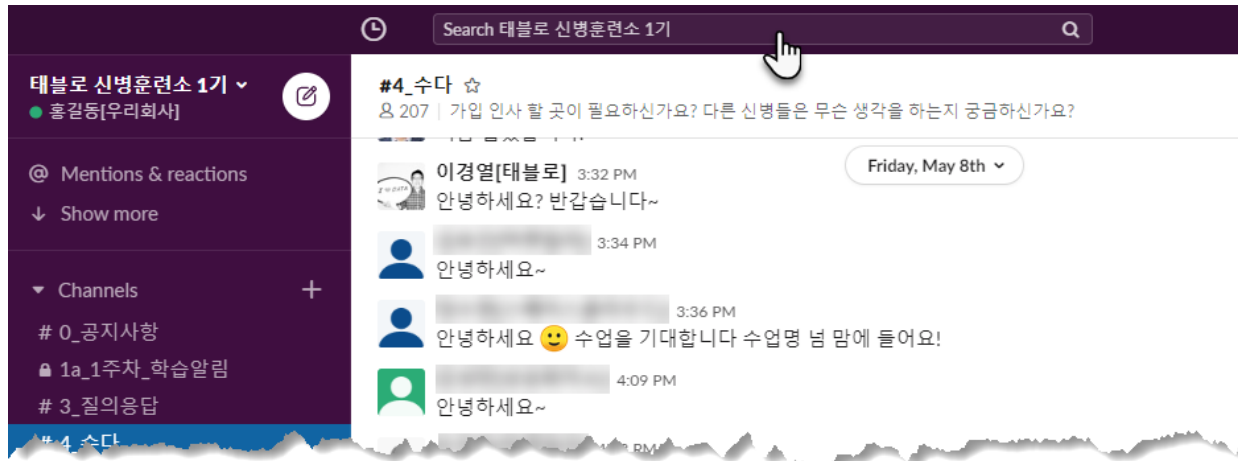 Search 태블로 신병훈련소 1기
태블로 신병훈련소 1기
홍길동[우리회사]
@ Mentions & reactions
Show more
Channels
# 0_공지사항
1a_1주차_학습알림
# 3_질의응답
# 4_수다
#4_수다
207 가입 인사 할 곳이 필요하신가요? 다른 신병들은 무슨 생각을 하는지 궁금하신가요?
Friday, May 8th
이경열[태블로] 3:32 PM
안녕하세요? 반갑습니다~
3:34 PM
안녕하세요~
3:36 PM
안녕하세요 🙂 수업을 기대합니다 수업명 넘 맘에 들어요!
4:09 PM
안녕하세요~
PM